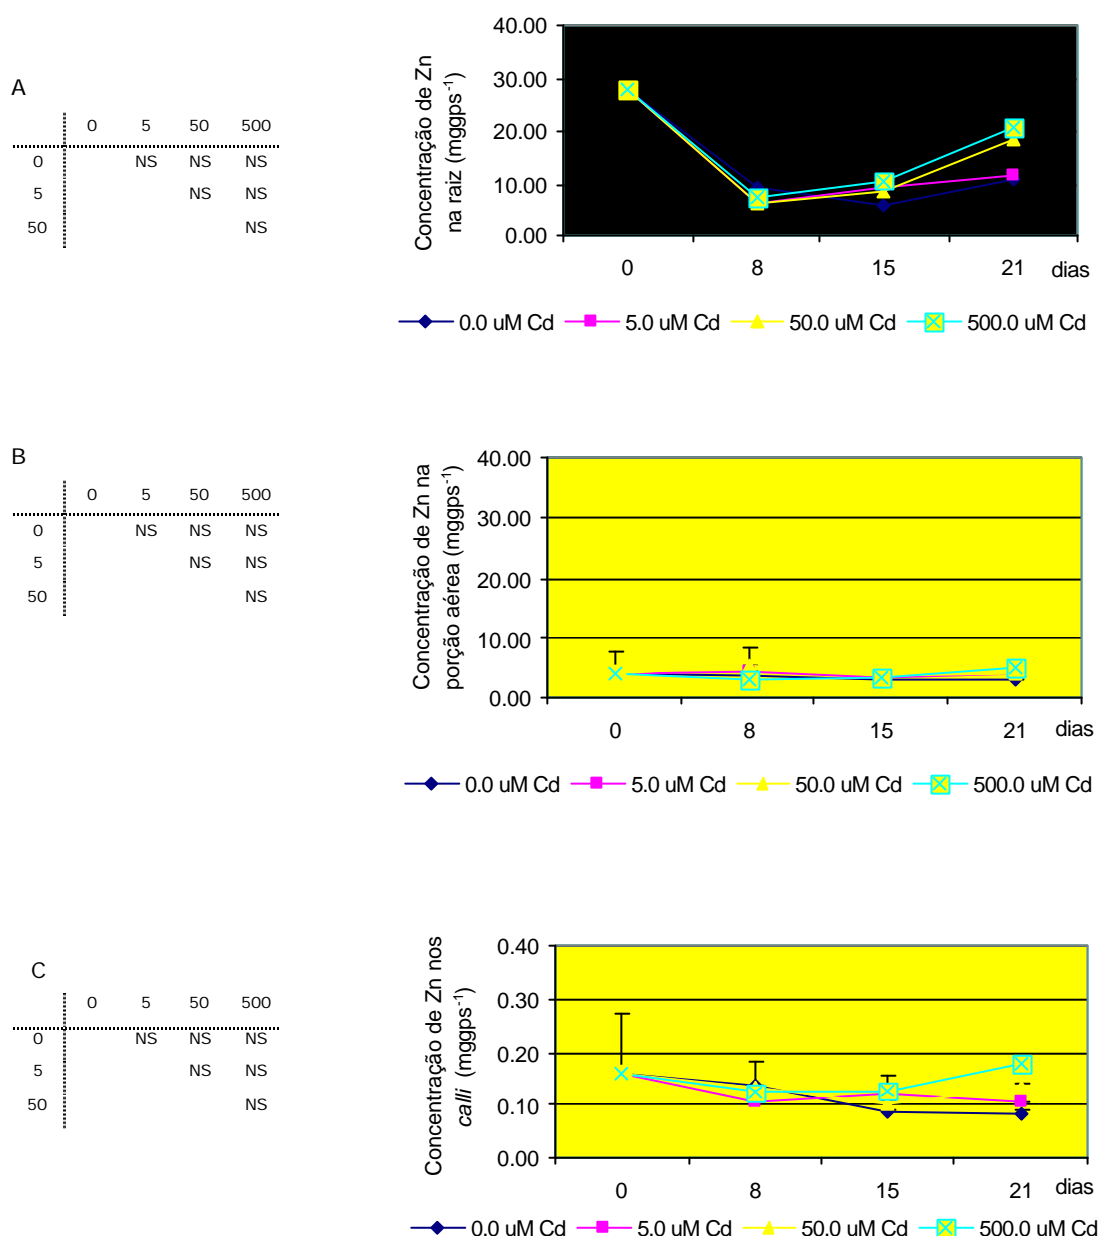 A
0 5 50 500
0 NS NS NS
5 NS NS
50 NS
Concentração de Zn
na raiz (mggps-1)
40.00
30.00
20.00
10.00
0.00
0 8 15 21 dias
0.0 uM Cd 5.0 uM Cd 50.0 uM Cd 500.0 uM Cd
B
0 5 50 500
0 NS NS NS
5 NS NS
50 NS
Concentração de Zn na
porção aérea (mggps-1)
40.00
30.00
20.00
10.00
0.00
0 8 15 21 dias
0.0 uM Cd 5.0 uM Cd 50.0 uM Cd 500.0 uM Cd
C
0 5 50 500
0 NS NS NS
5 NS NS
50 NS
Concentração de Zn nos
calli (mggps-1)
0.40
0.30
0.20
0.10
0.00
0 8 15 21 dias
0.0 uM Cd 5.0 uM Cd 50.0 uM Cd 500.0 uM Cd